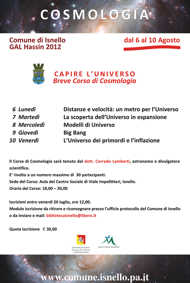 COSMOLOGIA
Comune di Isnello
GAL Hassin 2012
dal 6 al 10 Agosto
CAPIRE L'UNIVERSO
Breve Corso di Cosmologia
6 Lunedì Distanze e velocità: un metro per l'Universo
7 Martedì La scoperta dell'Universo in espansione
8 Mercoledì Modelli di Universo
9 Giovedì Big Bang
10 Venerdì L'Universo dei primordi e l'inflazione
Il Corso di Cosmologia sarà tenuto dal dott. Corrado Lamberti, astronomo e divulgatore
scientifico.
E' rivolto a un numero massimo di 30 partecipanti.
Sede del Corso: Aula del Centro Sociale di Viale Impellitteri, Isnello.
Orario del Corso: 18,00 – 20,00
Iscrizioni entro venerdì 20 luglio, ore 12,00.
Modulo iscrizione da ritirare e riconsegnare presso l'ufficio protocollo del Comune di Isnello
o da inviare e mail: bibliotecaisnello@libero.it
Quota iscrizione € 30,00
www.comune.isnello.pa.it